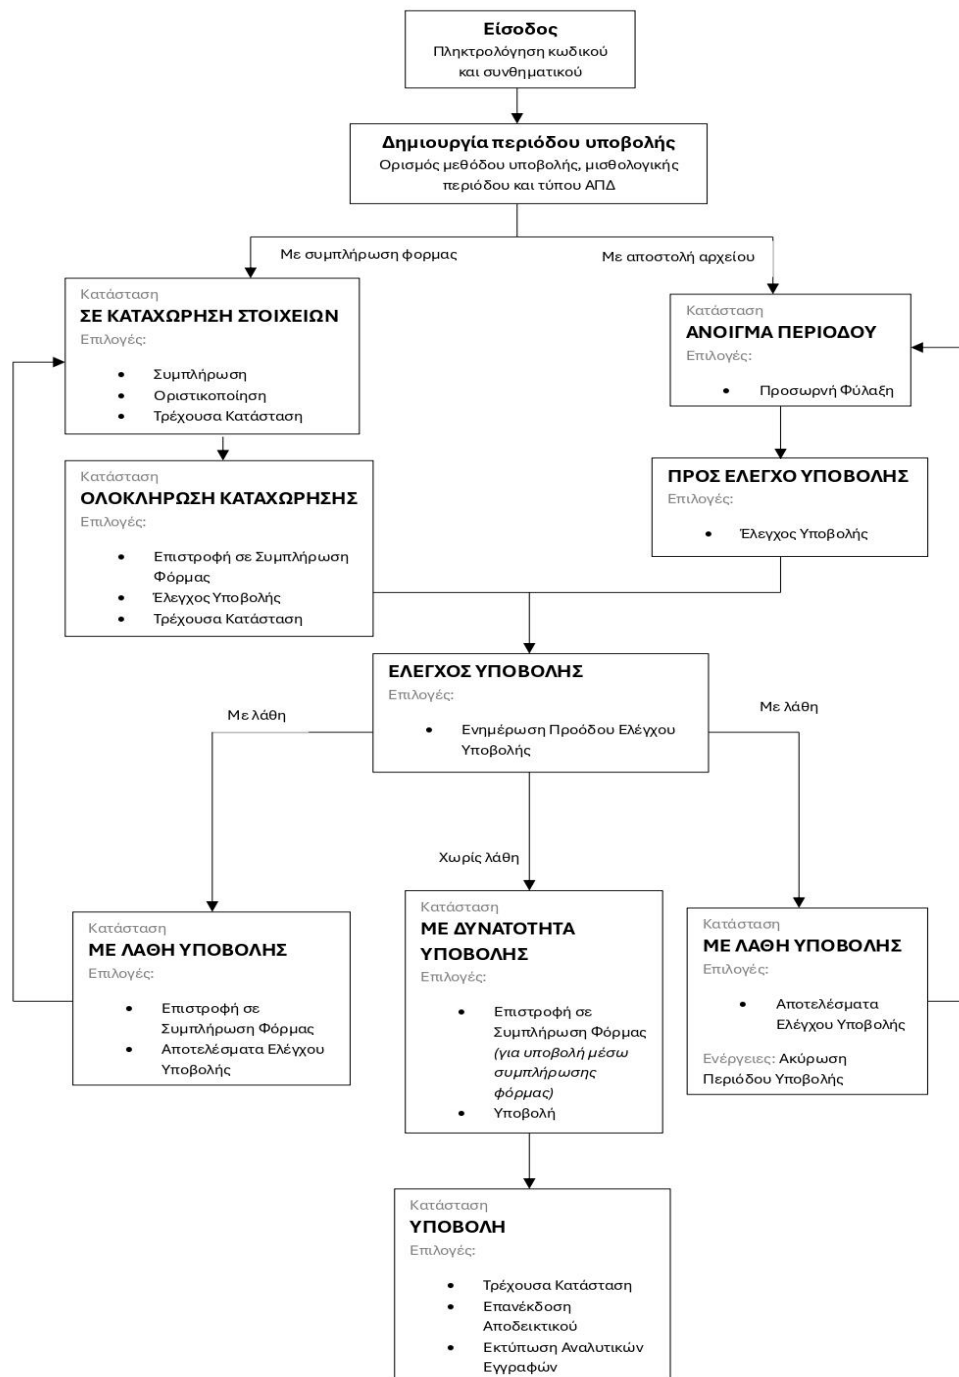 Είσοδος
Πληκτρολόγηση κωδικού
και συνθηματικού
Δημιουργία περιόδου υποβολής
Ορισμός μεθόδου υποβολής, μισθολογικής
περιόδου και τύπου ΑΠΔ
Με συμπλήρωση φορμας
Με αποστολή αρχείου
Κατάσταση
ΣΕ ΚΑΤΑΧΩΡΗΣΗ ΣΤΟΙΧΕΙΩΝ
Επιλογές:
• Συμπλήρωση
• Οριστικοποίηση
• Τρέχουσα Κατάσταση
Κατάσταση
ΑΝΟΙΓΜΑ ΠΕΡΙΟΔΟΥ
Επιλογές:
• Προσωρνή Φύλαξη
Κατάσταση
ΟΛΟΚΛΗΡΩΣΗ ΚΑΤΑΧΩΡΗΣΗΣ
Επιλογές:
• Επιστροφή σε Συμπλήρωση
Φόρμας
• Έλεγχος Υποβολής
• Τρέχουσα Κατάσταση
ΠΡΟΣ ΕΛΕΓΧΟ ΥΠΟΒΟΛΗΣ
Επιλογές:
• Έλεγχος Υποβολής
ΕΛΕΓΧΟΣ ΥΠΟΒΟΛΗΣ
Επιλογές:
• Ενημέρωση Προόδου Ελέγχου
Υποβολής
Με λάθη
Με λάθη
Χωρίς λάθη
Κατάσταση
ΜΕ ΛΑΘΗ ΥΠΟΒΟΛΗΣ
Επιλογές:
• Επιστροφή σε
Συμπλήρωση Φόρμας
• Αποτελέσματα Ελέγχου
Υποβολής
Κατάσταση
ΜΕ ΔΥΝΑΤΟΤΗΤΑ
ΥΠΟΒΟΛΗΣ
Επιλογές:
• Επιστροφή σε
Συμπλήρωση Φόρμας
(για υποβολή μέσω
συμπλήρωσης
φόρμας)
• Υποβολή
Κατάσταση
ΜΕ ΛΑΘΗ ΥΠΟΒΟΛΗΣ
Επιλογές:
• Αποτελέσματα
Ελέγχου Υποβολής
Ενέργειες: Ακύρωση
Περιόδου Υποβολής
Κατάσταση
ΥΠΟΒΟΛΗ
Επιλογές:
• Τρέχουσα Κατάσταση
• Επανέκδοση
Αποδεικτικού
• Εκτύπωση Αναλυτικών
Εγγραφών